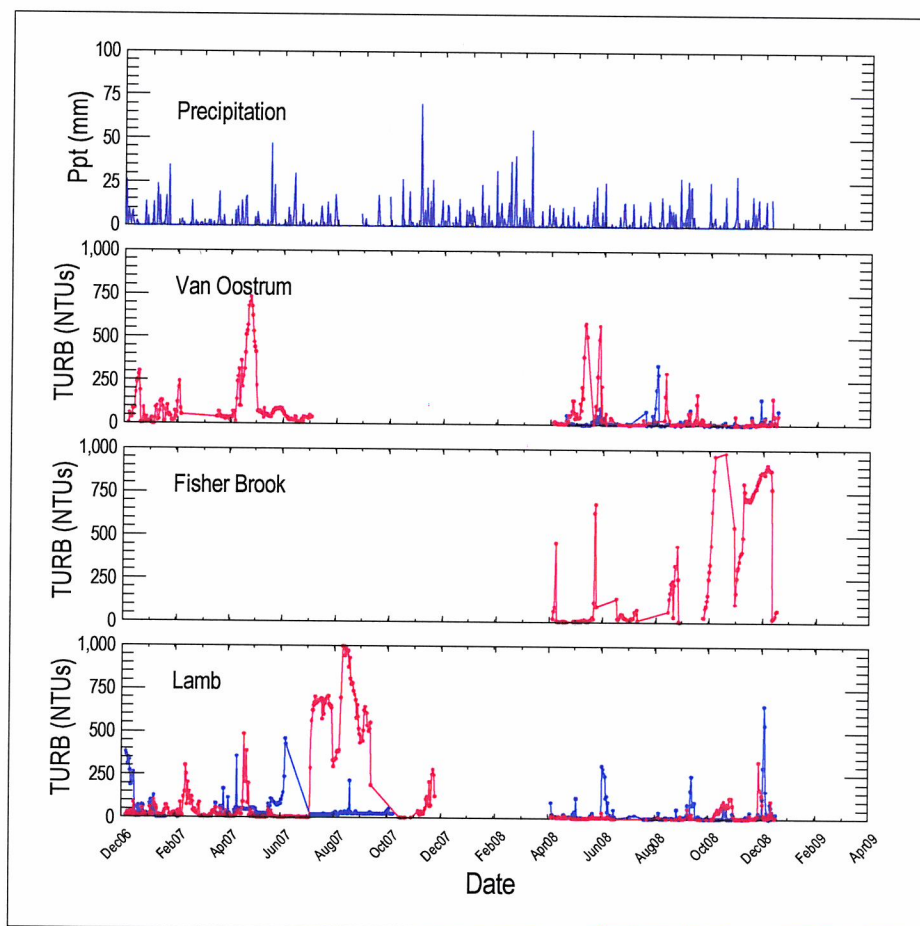 100
75
50
25
0
Ppt (mm)
Precipitation
1,000
750
500
250
0
TURB (NTUs)
Van Oostrum
1,000
750
500
250
0
TURB (NTUs)
Fisher Brook
1,000
750
500
250
0
TURB (NTUs)
Lamb
Dec06 Feb07 Apr07 Jun07 Aug07 Oct07 Dec07 Feb08 Apr08 Jun08 Aug08 Oct08 Dec08 Feb09 Apr09
Date